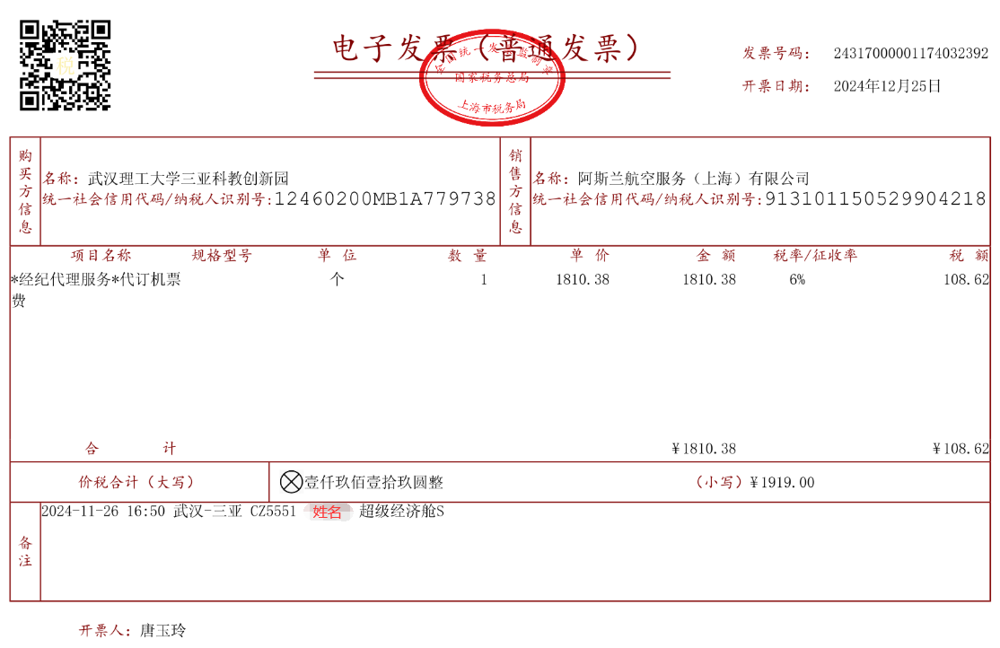 税
电子发票（普通发票）
全国统一发票监制章
国家税务总局
上海市税务局
发票号码： 24317000001174032392
开票日期： 2024年12月25日
购买方信息
名称：武汉理工大学三亚科教创新园
统一社会信用代码/纳税人识别号:12460200MB1A779738
销售方信息
名称：阿斯兰航空服务（上海）有限公司
统一社会信用代码/纳税人识别号:913101150529904218
项目名称 规格型号 单位 数量 单价 金额 税率/征收率 税额
*经纪代理服务*代订机票 个 1 1810.38 1810.38 6% 108.62
费
合计 ¥1810.38 ¥108.62
价税合计（大写） 壹仟玖佰壹拾玖圆整 （小写）¥1919.00
备注
2024-11-26 16:50 武汉-三亚 CZ5551 姓名 超级经济舱S
开票人：唐玉玲